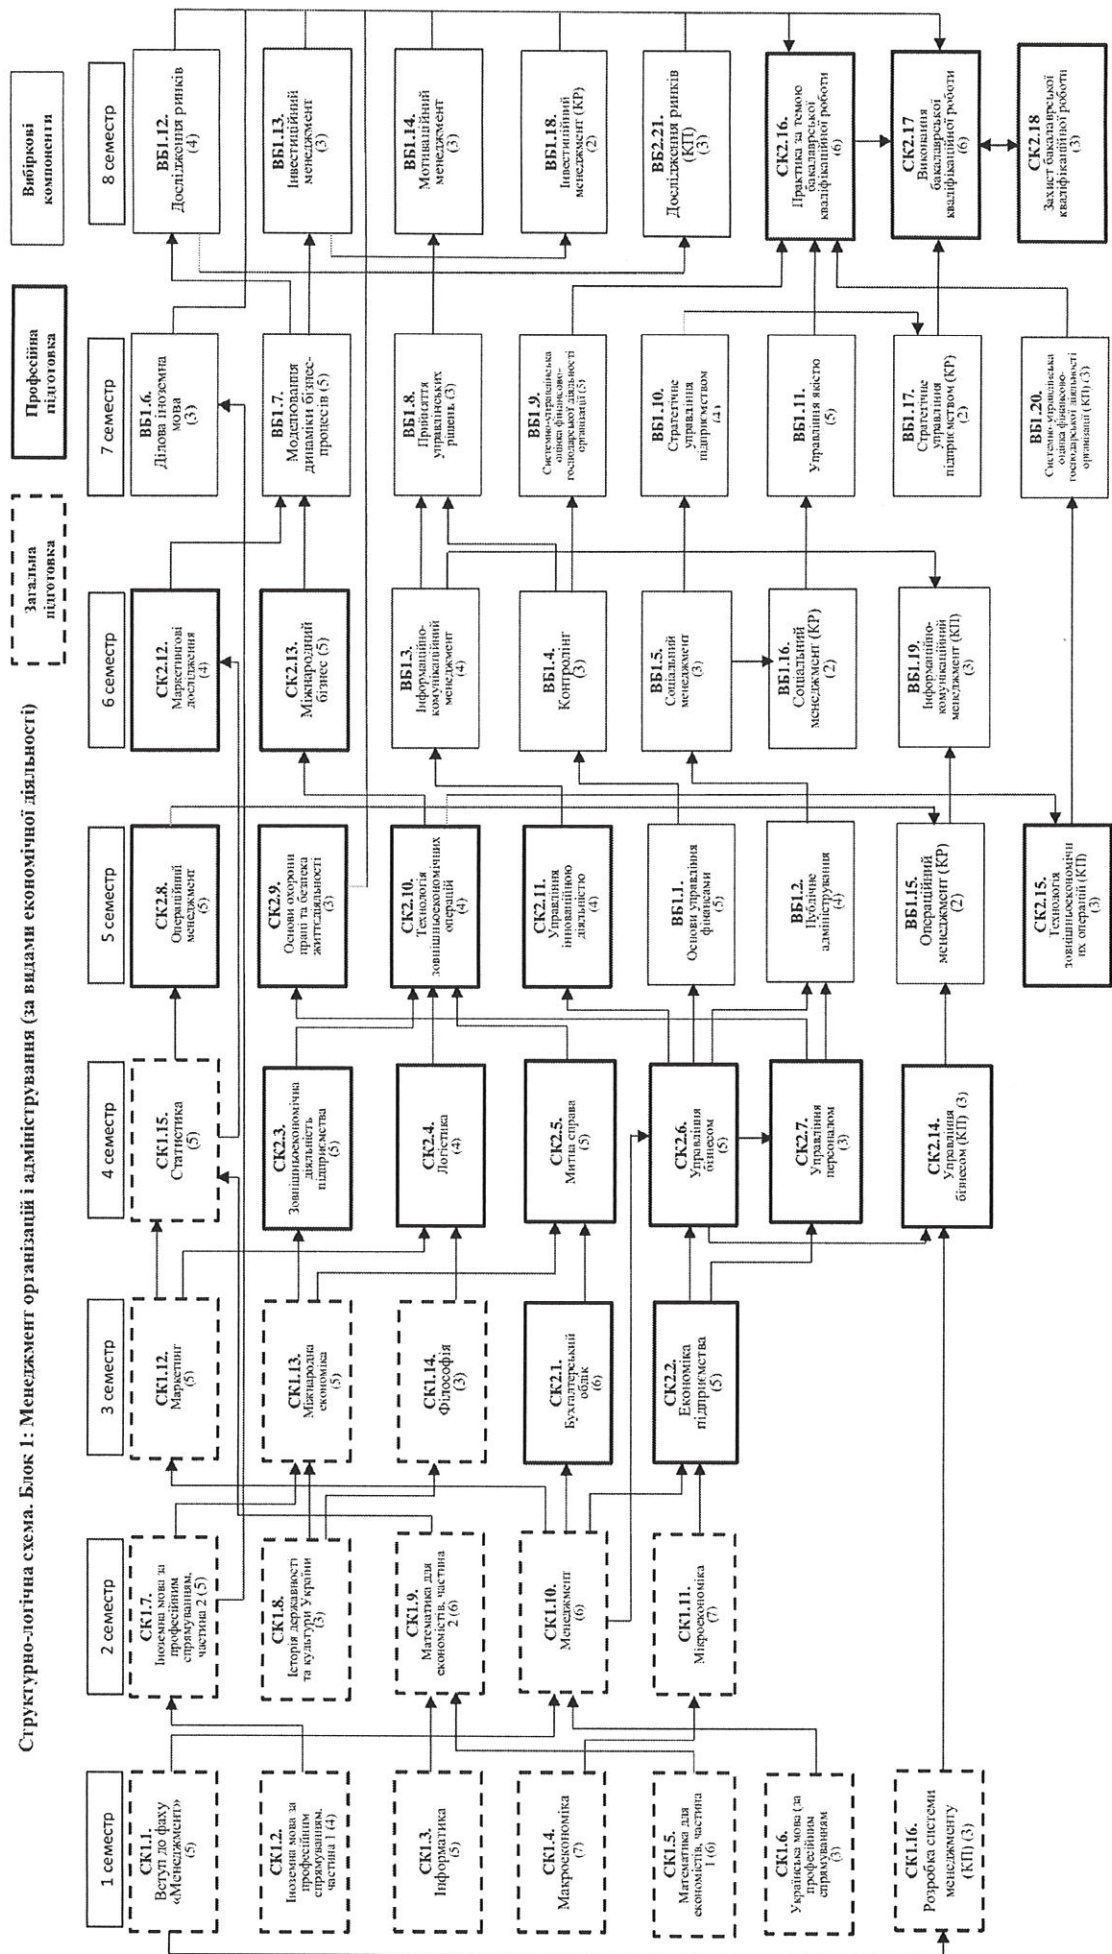 Структурно-логічна схема. Блок 1: Менеджмент організацій і адміністрування (за видами економічної діяльності)
Загальна
підготовка
Професійна
підготовка
Вибіркові
компоненти
1 семестр
СК1.1.
Вступ до фаху
«Менеджмент»
(5)
СК1.2.
Іноземна мова за
професійним
спрямуванням,
частина 1 (4)
СК1.3.
Інформатика
(5)
СК1.4.
Макроекономіка
(7)
СК1.5.
Математика для
економістів, частина
1 (6)
СК1.6.
Українська мова (за
професійним
спрямуванням
(3)
СК1.16.
Розробка системи
менеджменту
(КП) (3)
2 семестр
СК1.7.
Іноземна мова за
професійним
спрямуванням,
частина 2 (5)
СК1.8.
Історія державності
та культури України
(3)
СК1.9.
Математика для
економістів, частина
2 (6)
СК1.10.
Менеджмент
(6)
СК1.11.
Мікроекономіка
(7)
3 семестр
СК1.12.
Маркетинг
(5)
СК1.13.
Міжнародна
економіка
(5)
СК1.14.
Філософія
(3)
СК2.1.
Бухгалтерський
облік
(6)
СК2.2.
Економіка
підприємства
(5)
4 семестр
СК1.15.
Статистика
(5)
СК2.3.
Зовнішньоекономічна
діяльність
підприємства
(5)
СК2.4.
Логістика
(4)
СК2.5.
Митна справа
(5)
СК2.6.
Управління
бізнесом
(5)
СК2.7.
Управління
персоналом
(3)
СК2.14.
Управління
бізнесом (КП) (3)
5 семестр
СК2.8.
Операційний
менеджмент
(5)
СК2.9.
Основи охорони
праці та безпека
життєдіяльності
(3)
СК2.10.
Технологія
зовнішньоекономічних
операцій
(4)
СК2.11.
Управління
інноваційною
діяльністю
(4)
ВБ1.1.
Основи управління
фінансами
(5)
ВБ1.2.
Публічне
адміністрування
(4)
ВБ1.15.
Операційний
менеджмент (КР)
(2)
СК2.15.
Технологія
зовнішньоекономічн
их операцій (КП)
(3)
6 семестр
СК2.12.
Маркетингові
дослідження
(4)
СК2.13.
Міжнародний
бізнес (5)
ВБ1.3.
Інформаційно-
комунікаційний
менеджмент
(4)
ВБ1.4.
Контролінг
(3)
ВБ1.5.
Соціальний
менеджмент
(3)
ВБ1.16.
Соціальний
менеджмент (КР)
(2)
ВБ1.19.
Інформаційно-
комунікаційний
менеджмент (КП)
(3)
7 семестр
ВБ1.6.
Ділова іноземна
мова
(3)
ВБ1.7.
Моделювання
динаміки бізнес-
процесів (5)
ВБ1.8.
Прийняття
управлінських
рішень (3)
ВБ1.9.
Системно-управлінська
оцінка фінансово-
господарської діяльності
організації (5)
ВБ1.10.
Стратегічне
управління
підприємством
(4)
ВБ1.11.
Управління якістю
(5)
ВБ1.17.
Стратегічне
управління
підприємством (КР)
(2)
ВБ1.20.
Системно-управлінська
оцінка фінансово-
господарської діяльності
організації (КП) (3)
8 семестр
ВБ1.12.
Дослідження ринків
(4)
ВБ1.13.
Інвестиційний
менеджмент
(3)
ВБ1.14.
Мотиваційний
менеджмент
(3)
ВБ1.18.
Інвестиційний
менеджмент (КР)
(2)
ВБ2.21.
Дослідження ринків
(КП)
(3)
СК2.16.
Практика за темою
бакалаврської
кваліфікаційної роботи
(6)
СК2.17
Виконання
бакалаврської
кваліфікаційної роботи
(6)
СК2.18
Захист бакалаврської
кваліфікаційної роботи
(3)